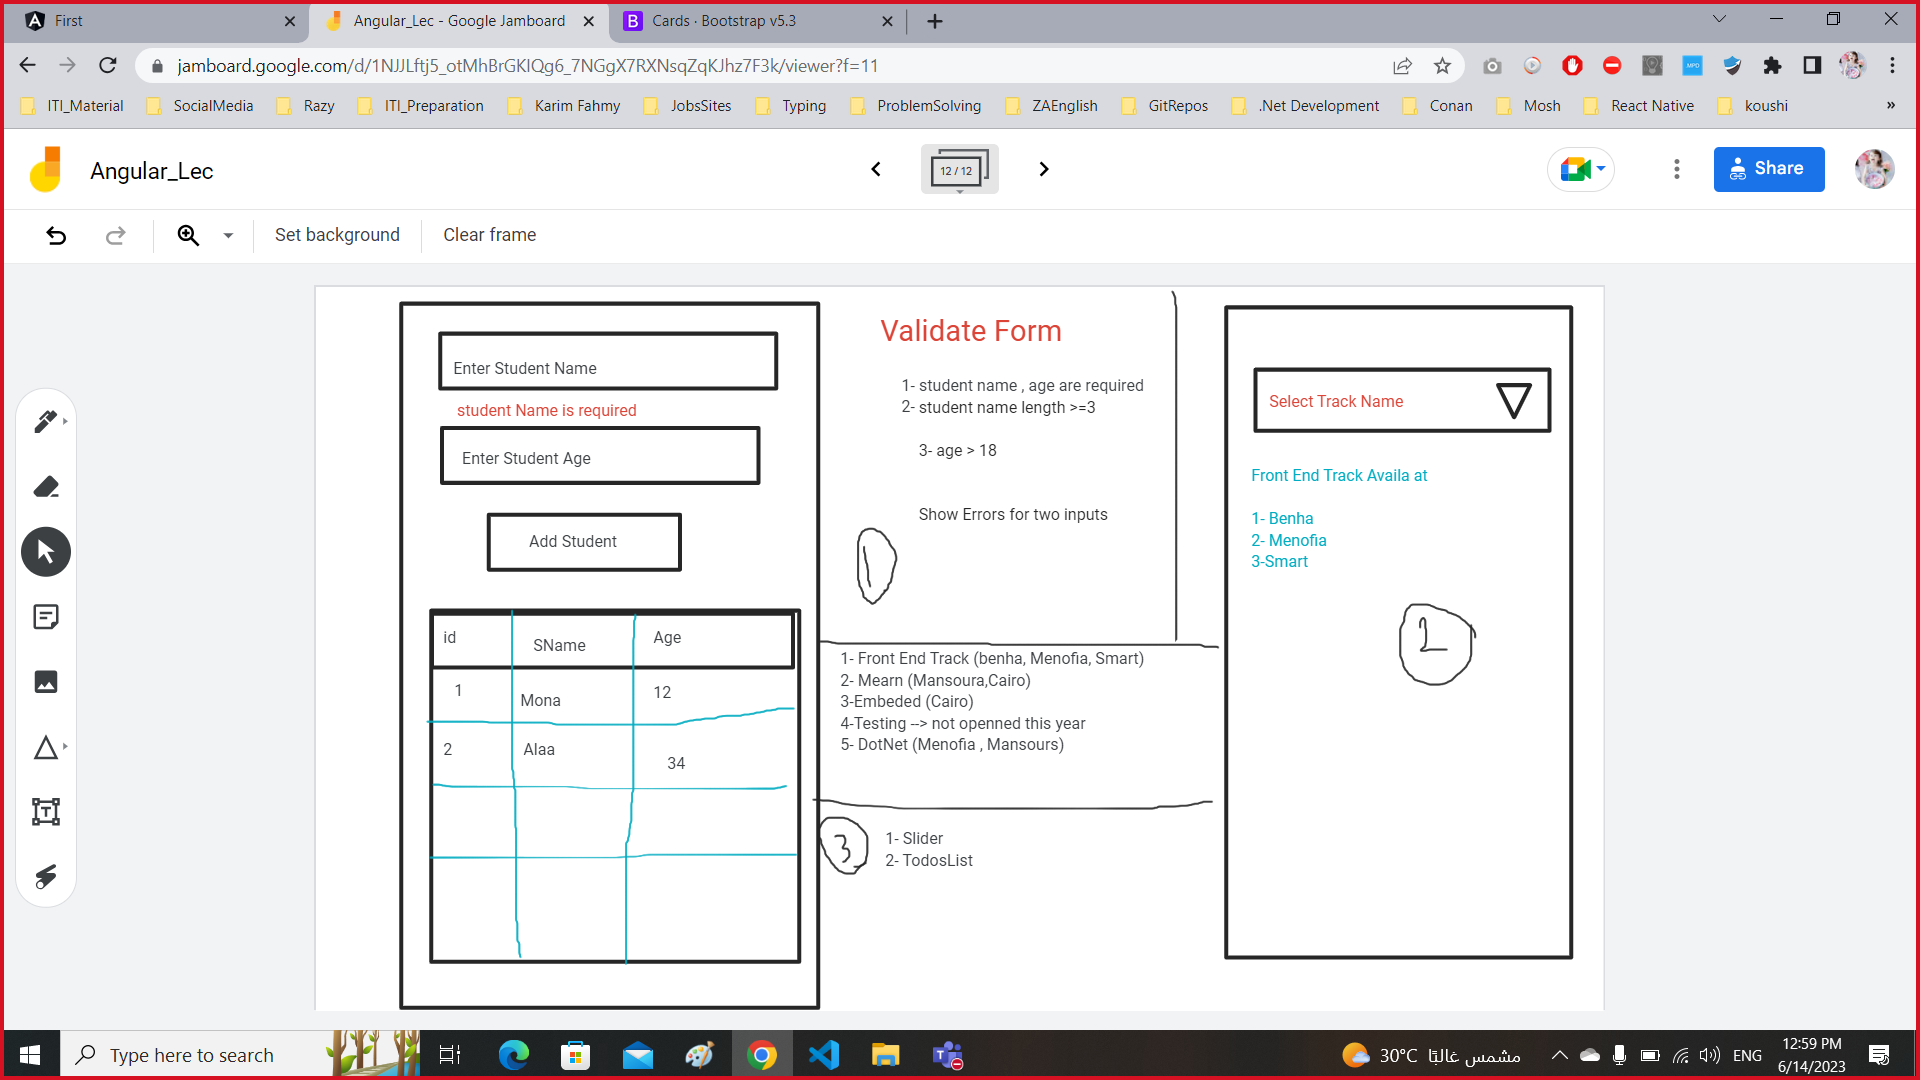 First
Angular_Lec - Google Jamboard
Cards · Bootstrap v5.3
jamboard.google.com/d/1NJJLftj5_otMhBrGKIQg6_7NGgX7RXNsqZqKJhz7F3k/viewer?f=11
ITI_Material
SocialMedia
Razy
ITI_Preparation
Karim Fahmy
JobsSites
Typing
ProblemSolving
ZAEnglish
GitRepos
.Net Development
Conan
Mosh
React Native
koushi
»
Angular_Lec
12 / 12
Share
Set background
Clear frame
Enter Student Name
student Name is required
Enter Student Age
Add Student
id
SName
Age
1
Mona
12
2
Alaa
34
Validate Form
1- student name , age are required
2- student name length >=3
3- age > 18
Show Errors for two inputs
1
1- Front End Track (benha, Menofia, Smart)
2- Mearn (Mansoura,Cairo)
3-Embeded (Cairo)
4-Testing --> not openned this year
5- DotNet (Menofia , Mansours)
3
1- Slider
2- TodosList
Select Track Name
Front End Track Availa at
1- Benha
2- Menofia
3-Smart
2
Type here to search
30°C مشمس غالبًا
ENG
12:59 PM
6/14/2023